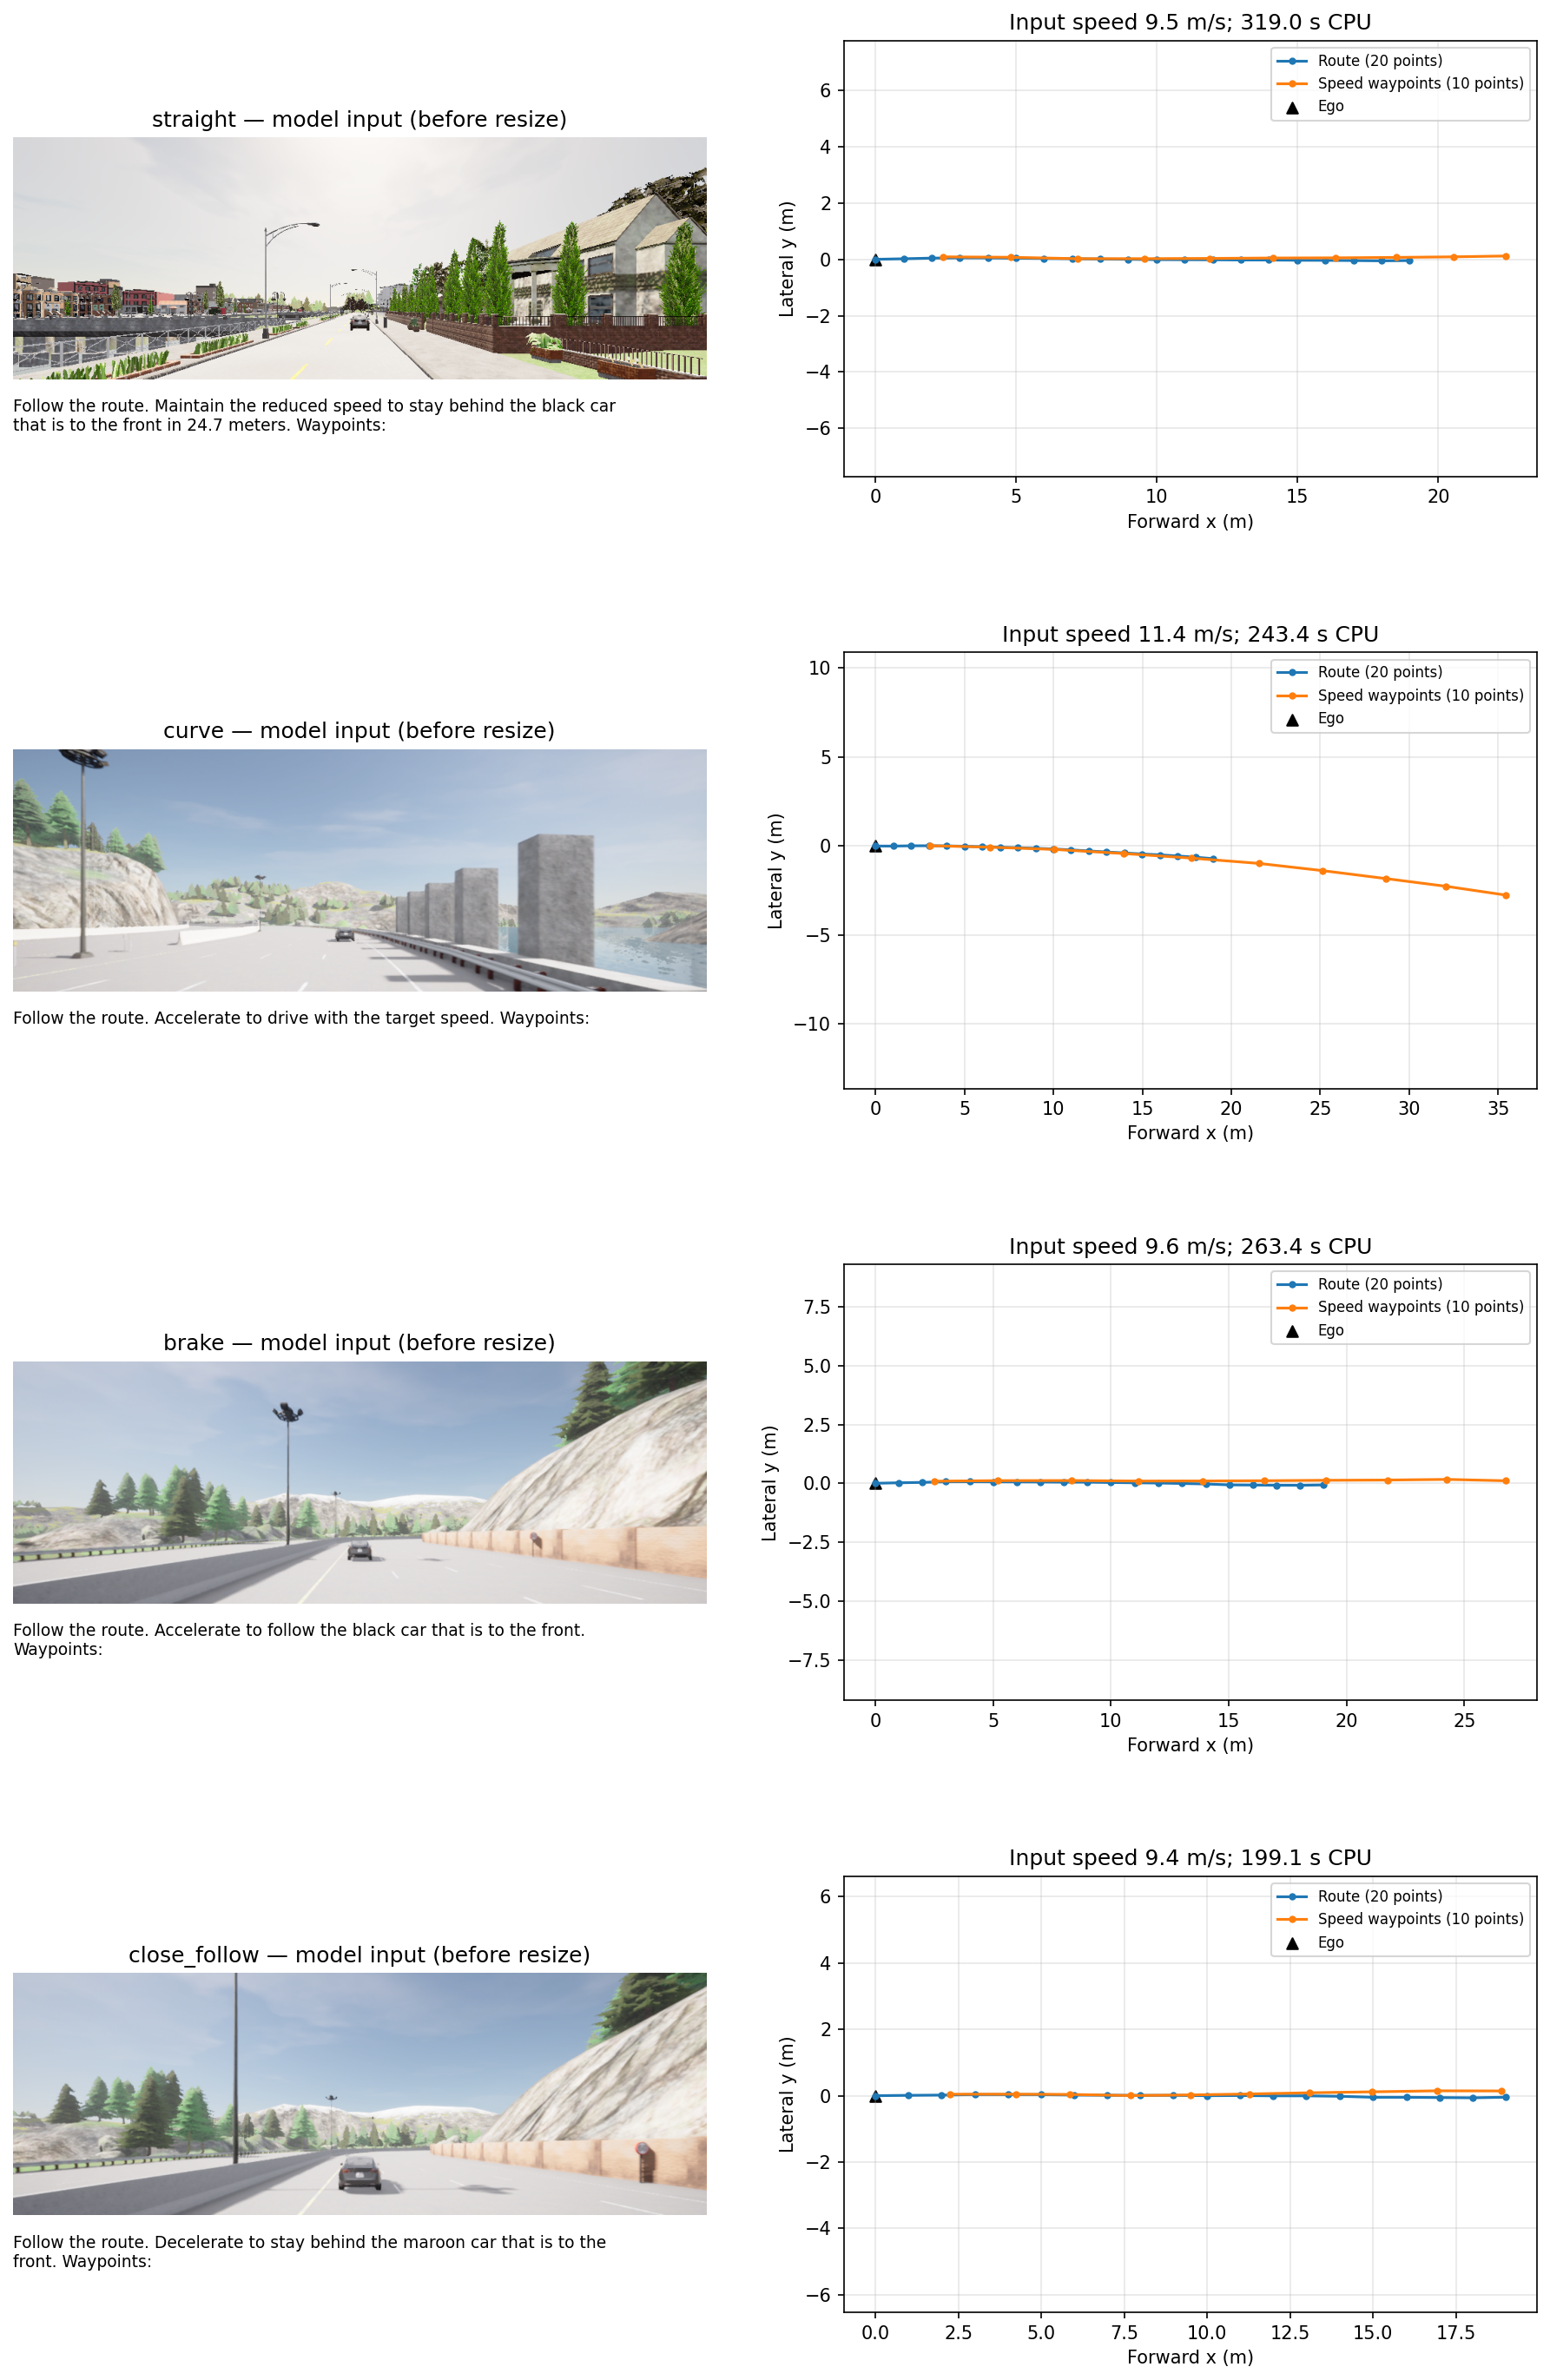 straight — model input (before resize)
Follow the route. Maintain the reduced speed to stay behind the black car
that is to the front in 24.7 meters. Waypoints:
Input speed 9.5 m/s; 319.0 s CPU
Route (20 points)
Speed waypoints (10 points)
Ego
Lateral y (m)
6
4
2
0
−2
−4
−6
0 5 10 15 20
Forward x (m)
curve — model input (before resize)
Follow the route. Accelerate to drive with the target speed. Waypoints:
Input speed 11.4 m/s; 243.4 s CPU
Route (20 points)
Speed waypoints (10 points)
Ego
Lateral y (m)
10
5
0
−5
−10
0 5 10 15 20 25 30 35
Forward x (m)
brake — model input (before resize)
Follow the route. Accelerate to follow the black car that is to the front.
Waypoints:
Input speed 9.6 m/s; 263.4 s CPU
Route (20 points)
Speed waypoints (10 points)
Ego
Lateral y (m)
7.5
5.0
2.5
0.0
−2.5
−5.0
−7.5
0 5 10 15 20 25
Forward x (m)
close_follow — model input (before resize)
Follow the route. Decelerate to stay behind the maroon car that is to the
front. Waypoints:
Input speed 9.4 m/s; 199.1 s CPU
Route (20 points)
Speed waypoints (10 points)
Ego
Lateral y (m)
6
4
2
0
−2
−4
−6
0.0 2.5 5.0 7.5 10.0 12.5 15.0 17.5
Forward x (m)